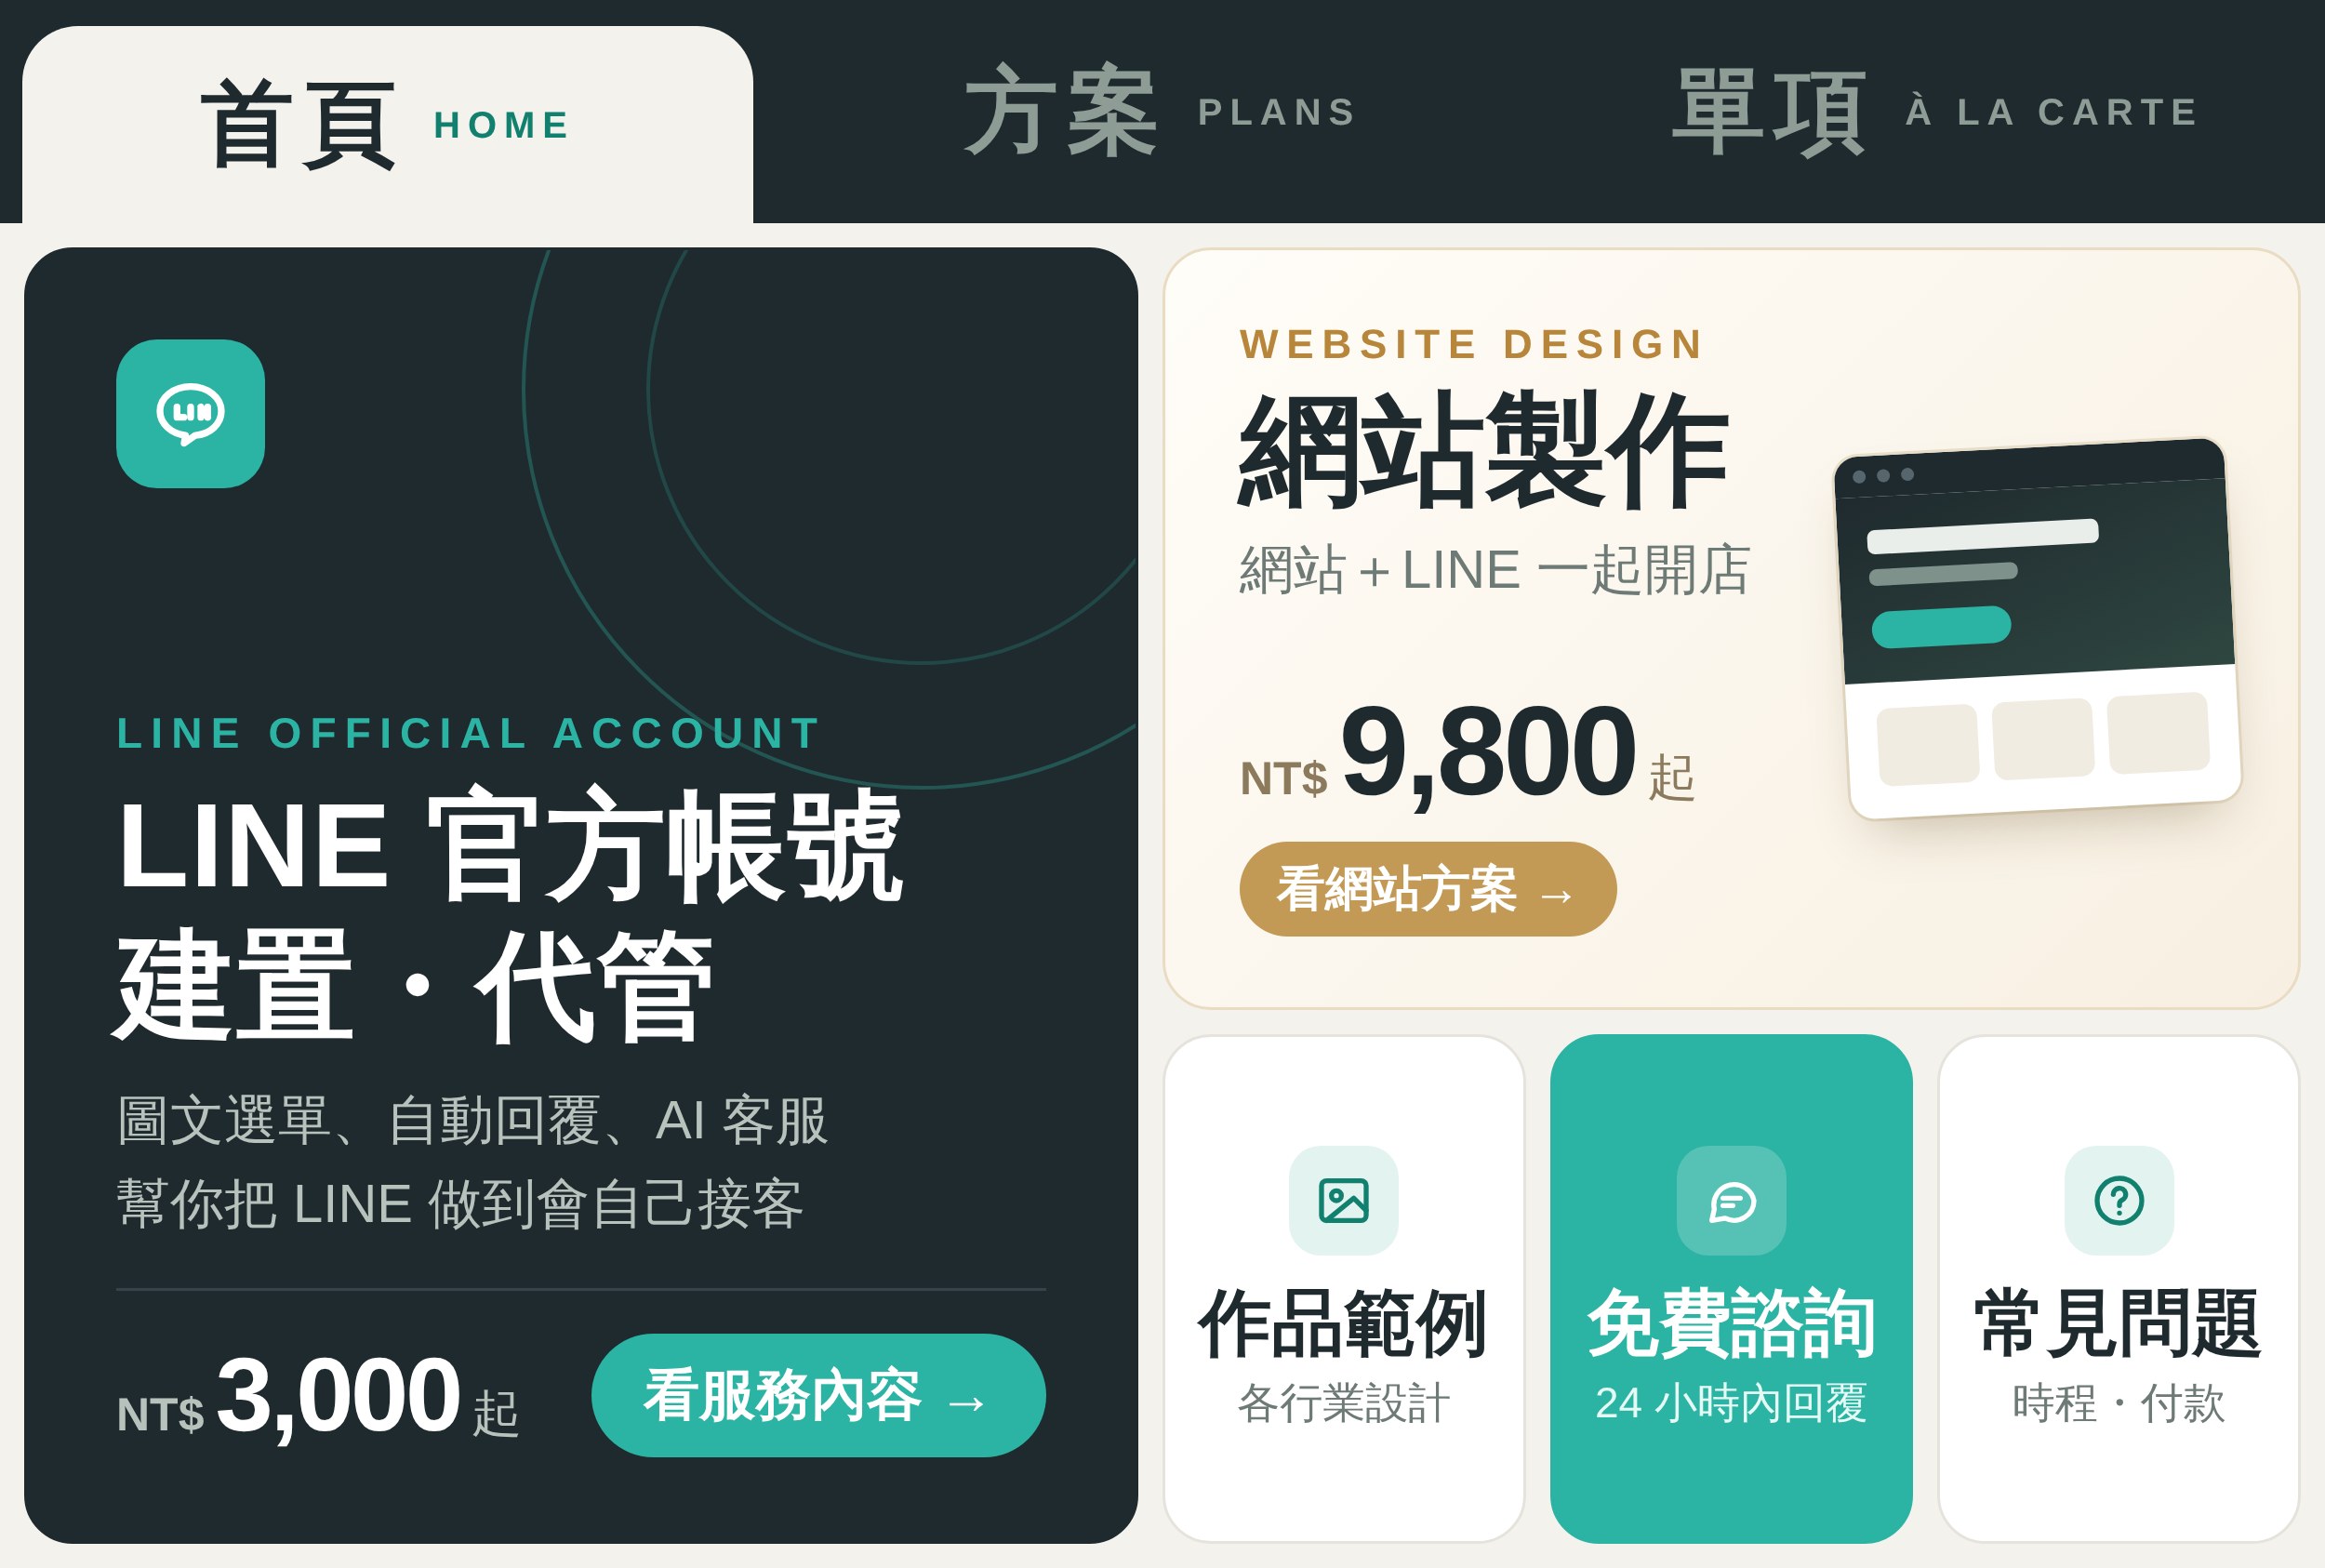 首頁 HOME
方案 PLANS
單項 À LA CARTE
LINE OFFICIAL ACCOUNT
LINE 官方帳號
建置・代管
圖文選單、自動回覆、AI 客服
幫你把 LINE 做到會自己接客
NT$ 3,000 起
看服務內容 →
WEBSITE DESIGN
網站製作
網站＋LINE 一起開店
NT$ 9,800 起
看網站方案 →
作品範例
各行業設計
免費諮詢
24 小時內回覆
常見問題
時程・付款